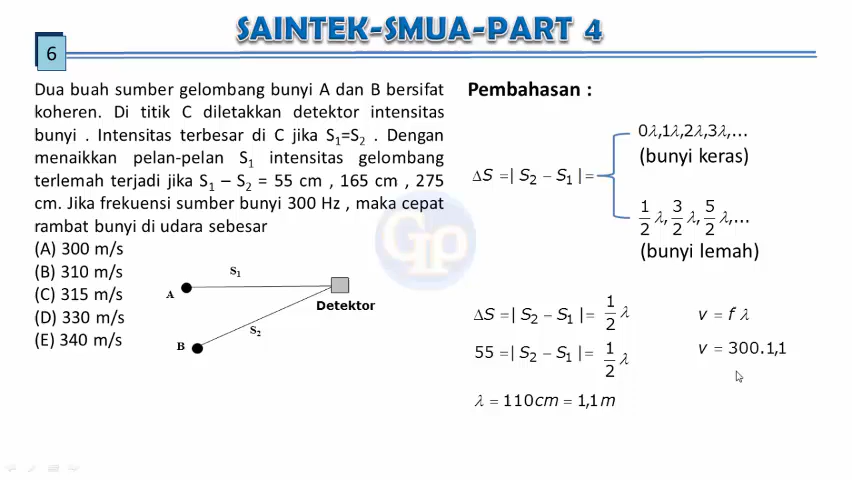 SAINTEK-SMUA-PART 4
6
Dua buah sumber gelombang bunyi A dan B bersifat
koheren. Di titik C diletakkan detektor intensitas
bunyi . Intensitas terbesar di C jika S₁=S₂ . Dengan
menaikkan pelan-pelan S₁ intensitas gelombang
terlemah terjadi jika S₁ – S₂ = 55 cm , 165 cm , 275
cm. Jika frekuensi sumber bunyi 300 Hz , maka cepat
rambat bunyi di udara sebesar
(A) 300 m/s
(B) 310 m/s
(C) 315 m/s
(D) 330 m/s
(E) 340 m/s
S₁
A
Detektor
S₂
B
Gp
Pembahasan :
0λ,1λ,2λ,3λ,...
(bunyi keras)
ΔS =| S₂ − S₁ |=
1/2 λ, 3/2 λ, 5/2 λ,...
(bunyi lemah)
ΔS =| S₂ − S₁ |= 1/2 λ
55 =| S₂ − S₁ |= 1/2 λ
λ = 110cm = 1,1m
v = f λ
v = 300.1,1